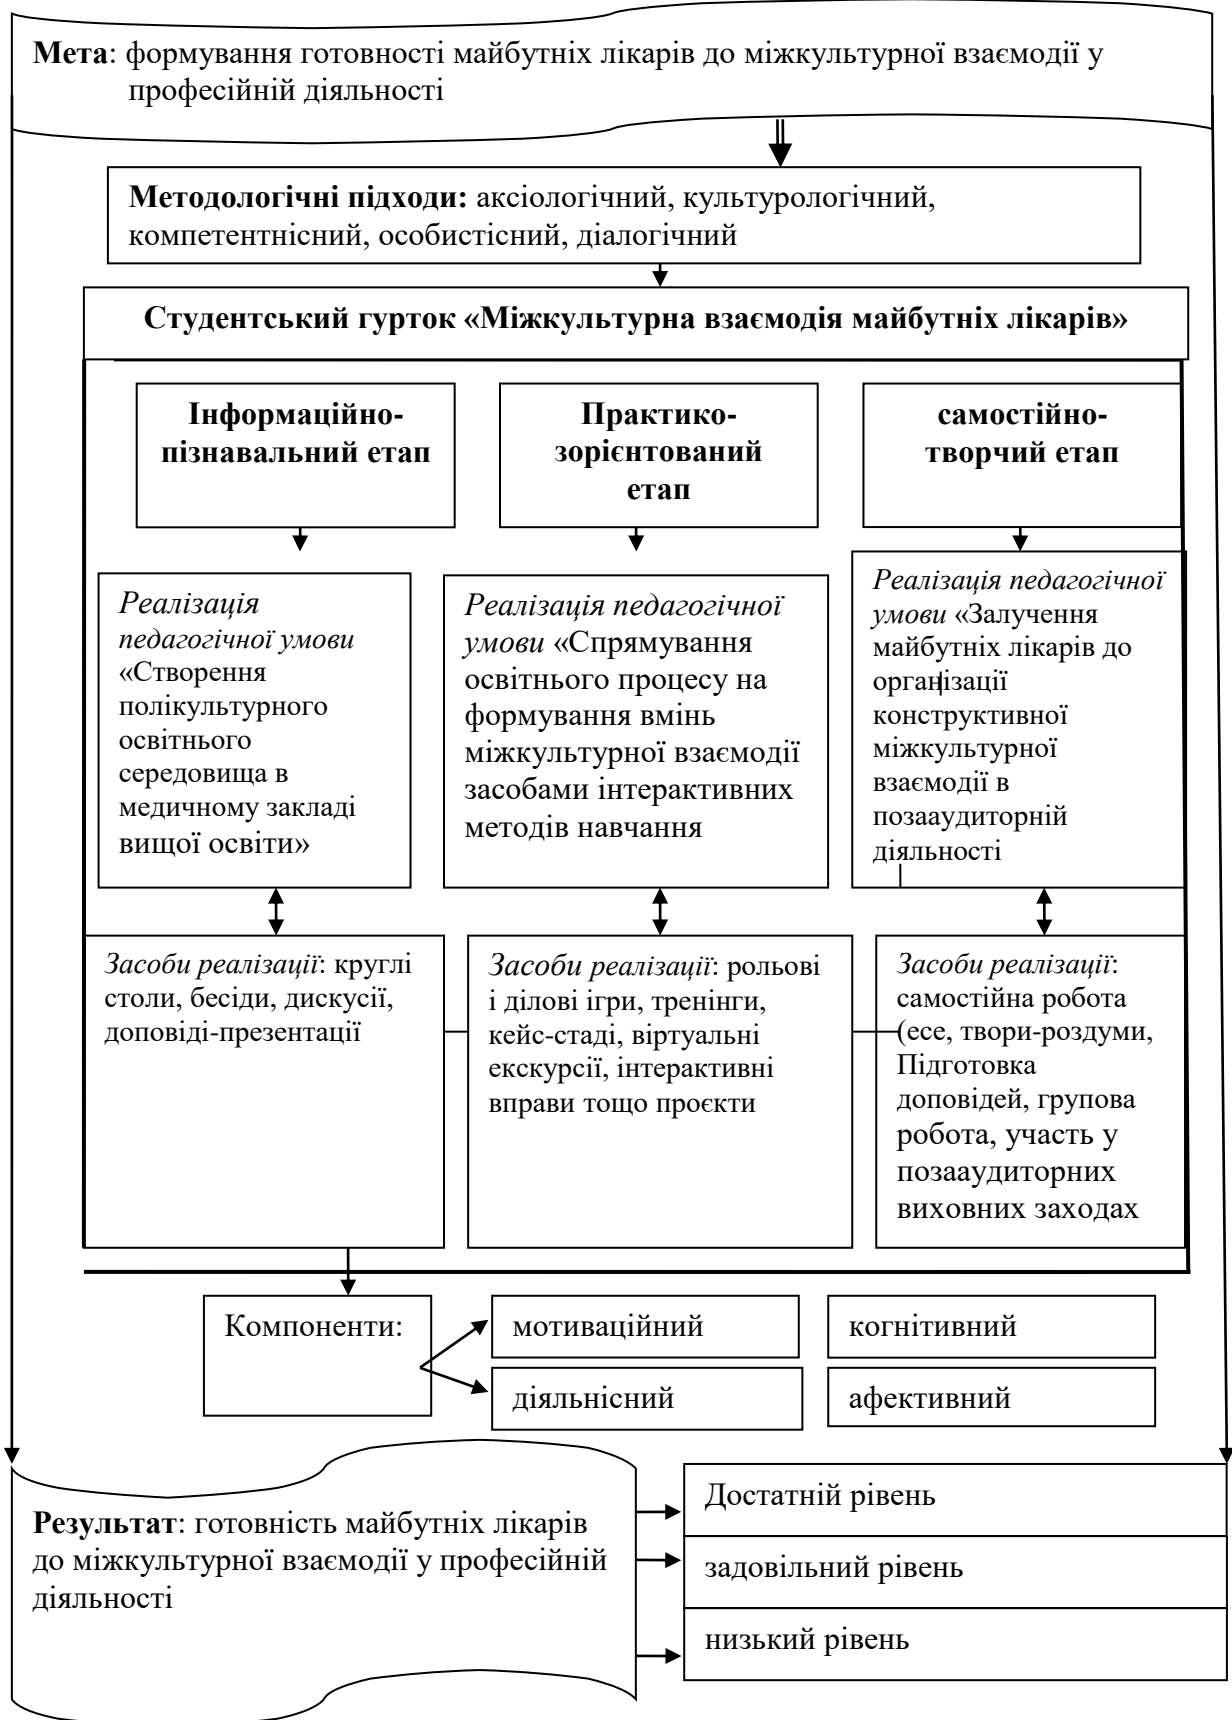 Мета: формування готовності майбутніх лікарів до міжкультурної взаємодії у
професійній діяльності
Методологічні підходи: аксіологічний, культурологічний,
компетентнісний, особистісний, діалогічний
Студентський гурток «Міжкультурна взаємодія майбутніх лікарів»
Інформаційно-
пізнавальний етап
Практико-
зорієнтований
етап
самостійно-
творчий етап
Реалізація
педагогічної умови
«Створення
полікультурного
освітнього
середовища в
медичному закладі
вищої освіти»
Реалізація педагогічної
умови «Спрямування
освітнього процесу на
формування вмінь
міжкультурної взаємодії
засобами інтерактивних
методів навчання
Реалізація педагогічної
умови «Залучення
майбутніх лікарів до
організації
конструктивної
міжкультурної
взаємодії в
позааудиторній
діяльності
Засоби реалізації: круглі
столи, бесіди, дискусії,
доповіді-презентації
Засоби реалізації: рольові
і ділові ігри, тренінги,
кейс-стаді, віртуальні
екскурсії, інтерактивні
вправи тощо проєкти
Засоби реалізації:
самостійна робота
(есе, твори-роздуми,
Підготовка
доповідей, групова
робота, участь у
позааудиторних
виховних заходах
Компоненти:
мотиваційний
когнітивний
діяльнісний
афективний
Результат: готовність майбутніх лікарів
до міжкультурної взаємодії у професійній
діяльності
Достатній рівень
задовільний рівень
низький рівень